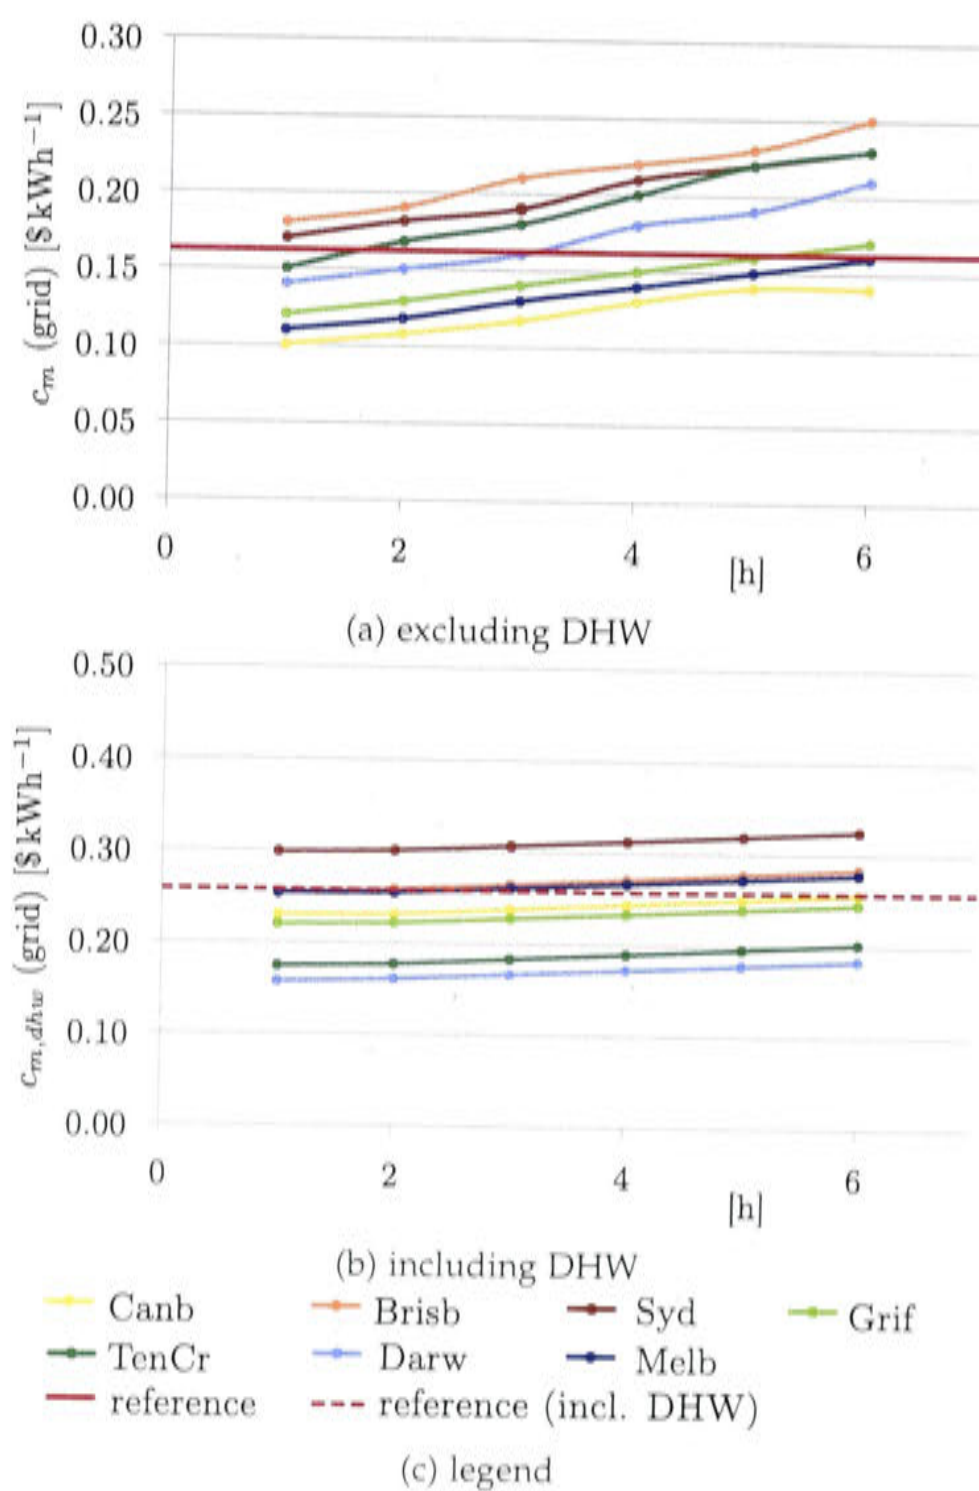 0.30
0.25
0.20
0.15
0.10
0.05
0.00
c_m (grid) [$ kWh⁻¹]
0 2 4 6
[h]
(a) excluding DHW
0.50
0.40
0.30
0.20
0.10
0.00
c_{m,dhw} (grid) [$ kWh⁻¹]
0 2 4 6
[h]
(b) including DHW
Canb Brisb Syd Grif
TenCr Darw Melb
reference reference (incl. DHW)
(c) legend